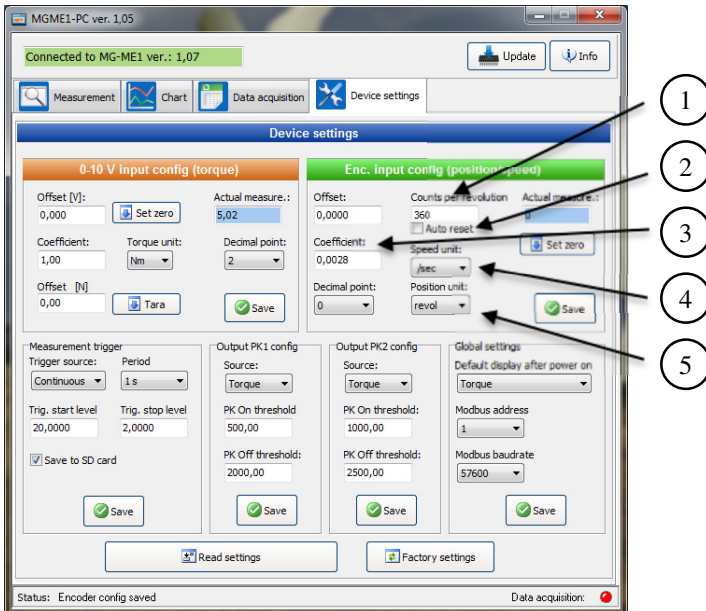 MGME1-PC ver. 1,05
Connected to MG-ME1 ver.: 1,07
Update
Info
Measurement
Chart
Data acquisition
Device settings
Device settings
0-10 V input config (torque)
Offset [V]:
0,000
Set zero
Actual measure.:
5,02
Coefficient:
1,00
Torque unit:
Nm
Decimal point:
2
Offset [N]
0,00
Tara
Save
Enc. input config (position/speed)
Offset:
0,0000
Counts per revolution
360
Auto reset
Actual measure.:
Coefficient:
0,0028
Speed unit:
/sec
Set zero
Decimal point:
0
Position unit:
revol
Save
1
2
3
4
5
Measurement trigger
Trigger source:
Continuous
Period
1 s
Trig. start level
20,0000
Trig. stop level
2,0000
Save to SD card
Save
Output PK1 config
Source:
Torque
PK On threshold
500,00
PK Off threshold:
2000,00
Save
Output PK2 config
Source:
Torque
PK On threshold:
1000,00
PK Off threshold:
2500,00
Save
Global settings
Default display after power on
Torque
Modbus address
1
Modbus baudrate
57600
Save
Read settings
Factory settings
Status: Encoder config saved
Data acquisition: